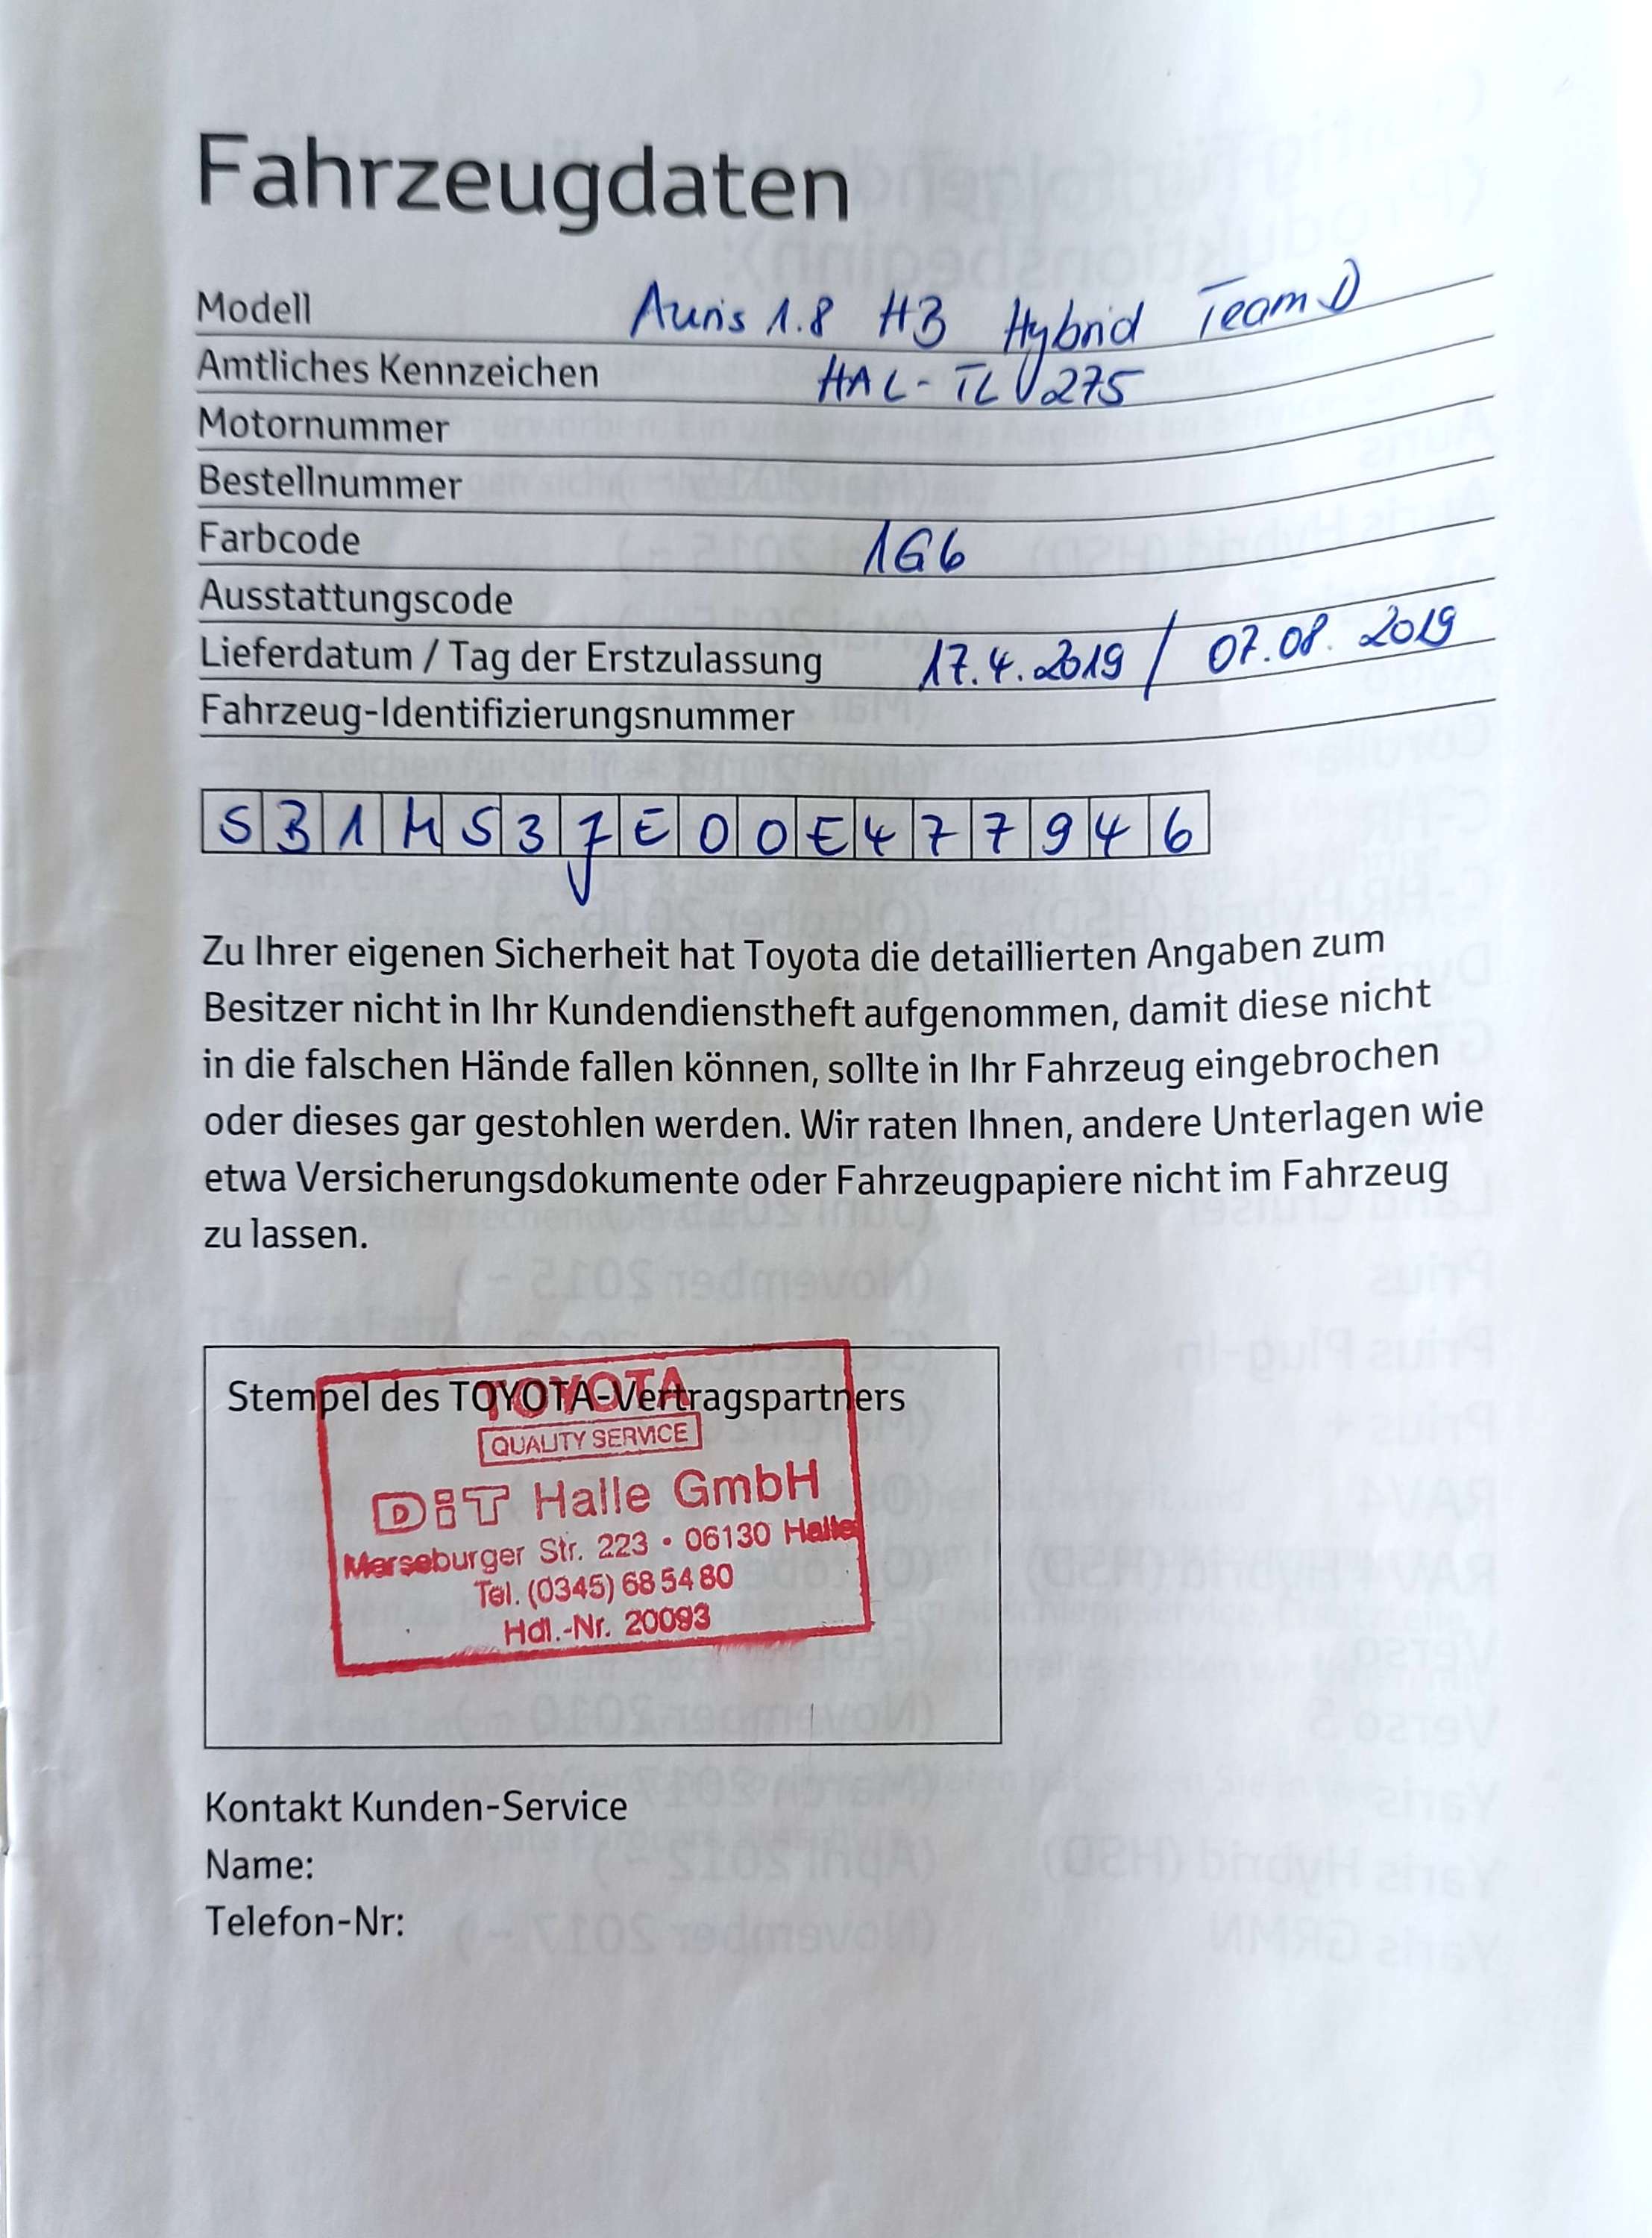 Fahrzeugdaten
Modell Auris 1.8 HB Hybrid Team D
Amtliches Kennzeichen HAL-TL 275
Motornummer
Bestellnummer
Farbcode 1G6
Ausstattungscode
Lieferdatum / Tag der Erstzulassung 17.4.2019 / 07.08.2019
Fahrzeug-Identifizierungsnummer
SB1MS3JE00E477946
Zu Ihrer eigenen Sicherheit hat Toyota die detaillierten Angaben zum
Besitzer nicht in Ihr Kundendienstheft aufgenommen, damit diese nicht
in die falschen Hände fallen können, sollte in Ihr Fahrzeug eingebrochen
oder dieses gar gestohlen werden. Wir raten Ihnen, andere Unterlagen wie
etwa Versicherungsdokumente oder Fahrzeugpapiere nicht im Fahrzeug
zu lassen.
Stempel des TOYOTA-Vertragspartners
TOYOTA
QUALITY SERVICE
DiT Halle GmbH
Merseburger Str. 223 • 06130 Halle
Tel. (0345) 68 54 80
Hdl.-Nr. 20093
Kontakt Kunden-Service
Name:
Telefon-Nr: